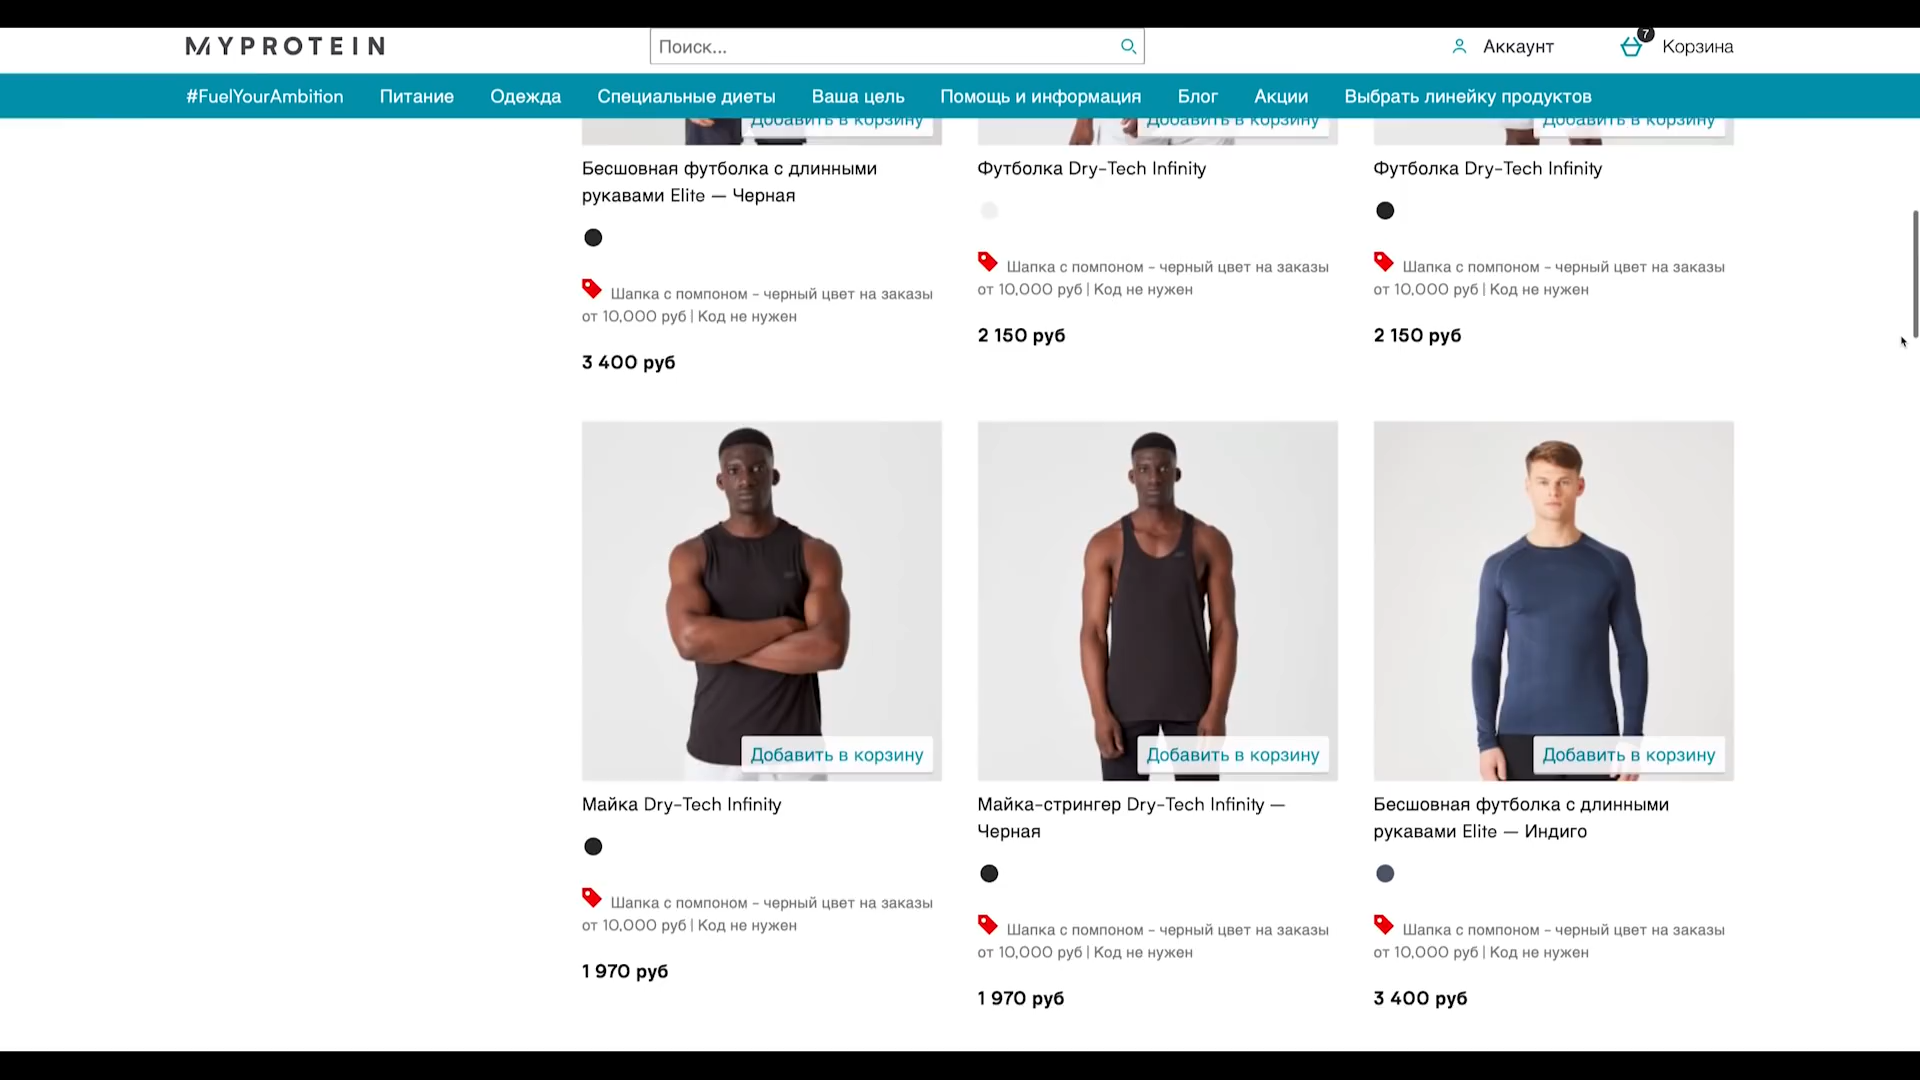 MYPROTEIN
Поиск...
Аккаунт
7
Корзина
#FuelYourAmbition Питание Одежда Специальные диеты Ваша цель Помощь и информация Блог Акции Выбрать линейку продуктов
Добавить в корзину
Добавить в корзину
Добавить в корзину
Бесшовная футболка с длинными
рукавами Elite — Черная
Шапка с помпоном - черный цвет на заказы
от 10,000 руб | Код не нужен
3 400 руб
Футболка Dry-Tech Infinity
Шапка с помпоном - черный цвет на заказы
от 10,000 руб | Код не нужен
2 150 руб
Футболка Dry-Tech Infinity
Шапка с помпоном - черный цвет на заказы
от 10,000 руб | Код не нужен
2 150 руб
Добавить в корзину
Майка Dry-Tech Infinity
Шапка с помпоном - черный цвет на заказы
от 10,000 руб | Код не нужен
1 970 руб
Добавить в корзину
Майка-стрингер Dry-Tech Infinity —
Черная
Шапка с помпоном - черный цвет на заказы
от 10,000 руб | Код не нужен
1 970 руб
Добавить в корзину
Бесшовная футболка с длинными
рукавами Elite — Индиго
Шапка с помпоном - черный цвет на заказы
от 10,000 руб | Код не нужен
3 400 руб